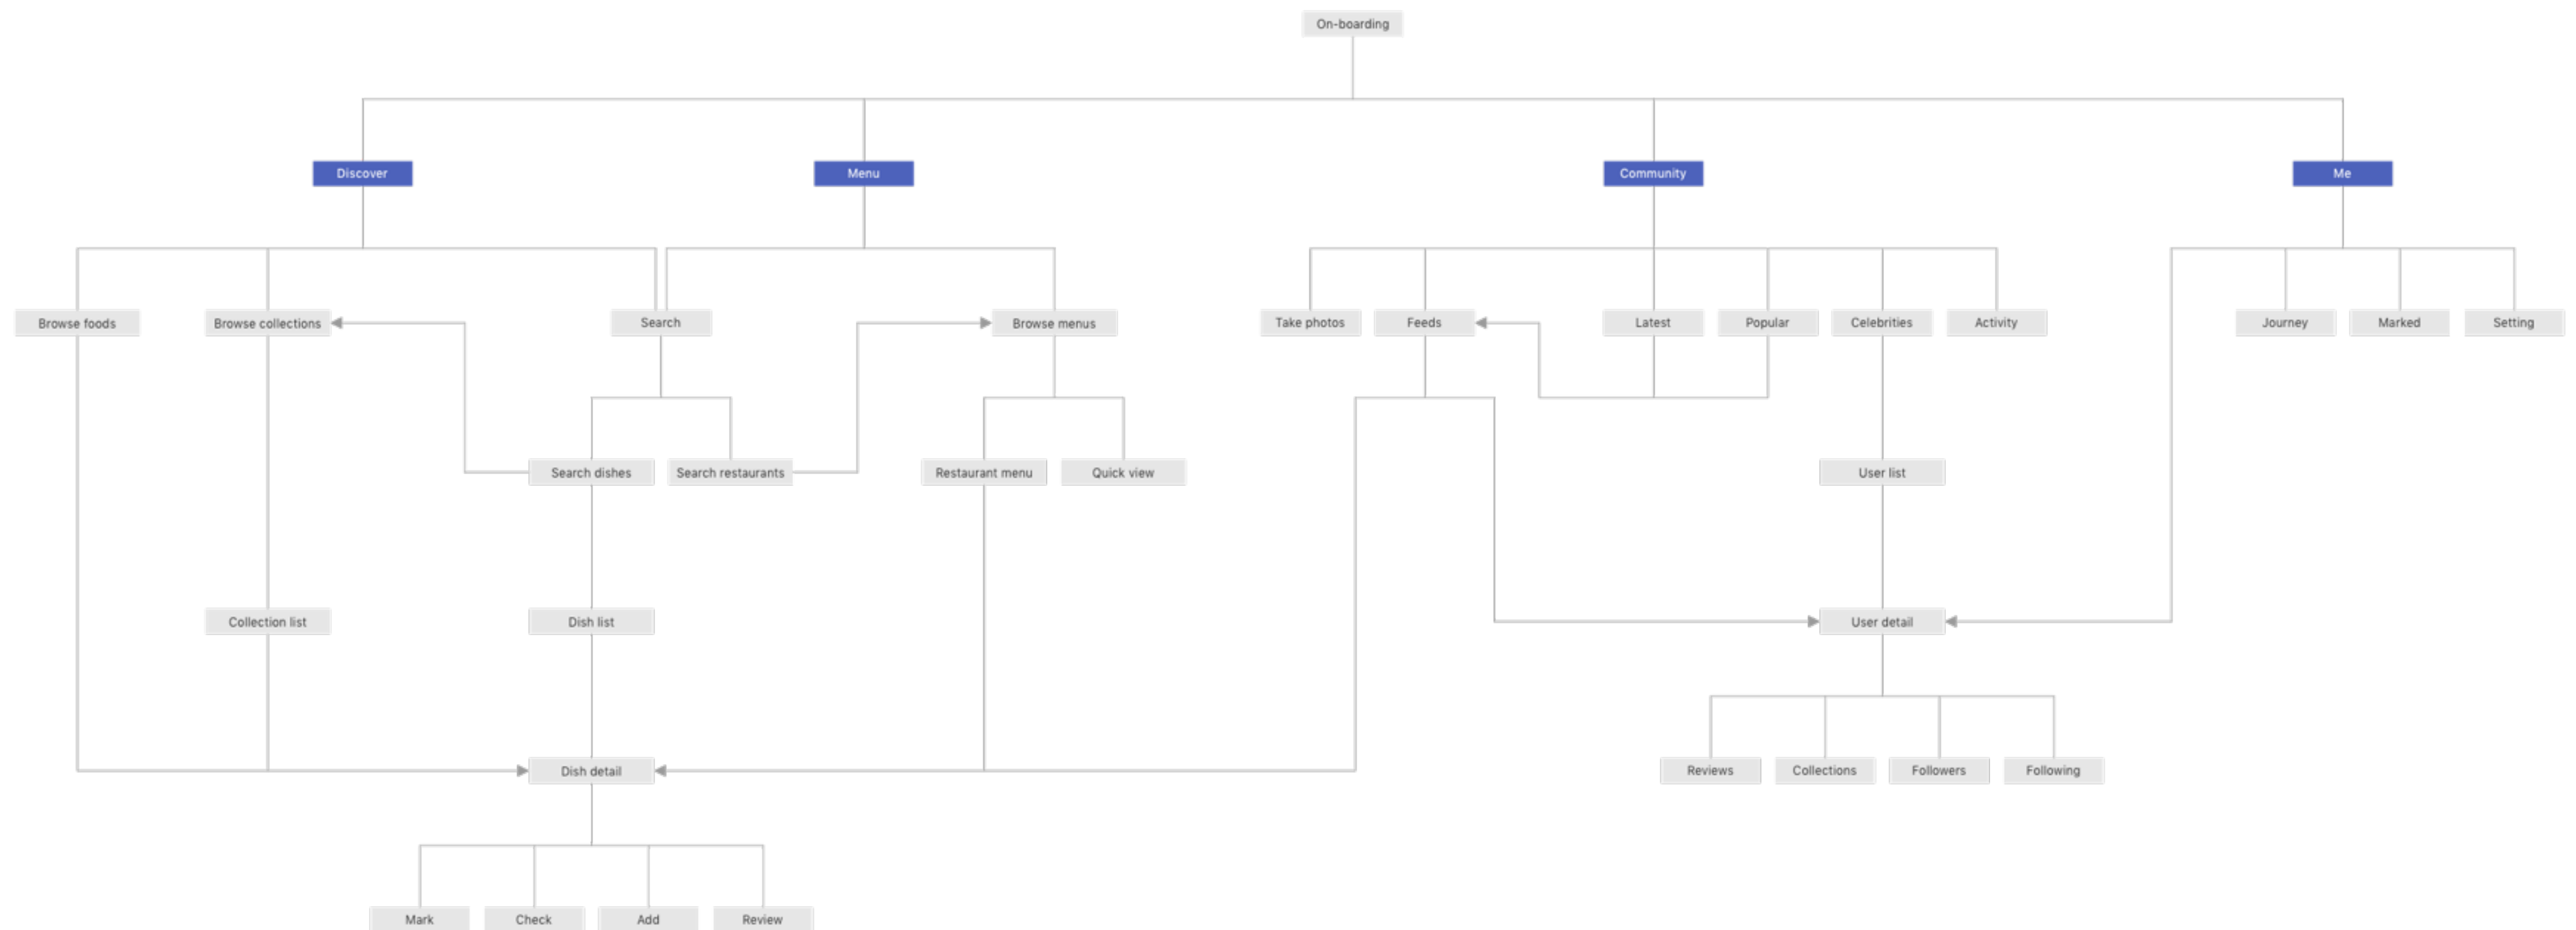 On-boarding
Discover
Menu
Community
Me
Browse foods
Browse collections
Search
Browse menus
Take photos
Feeds
Latest
Popular
Celebrities
Activity
Journey
Marked
Setting
Search dishes
Search restaurants
Restaurant menu
Quick view
User list
Collection list
Dish list
User detail
Dish detail
Reviews
Collections
Followers
Following
Mark
Check
Add
Review